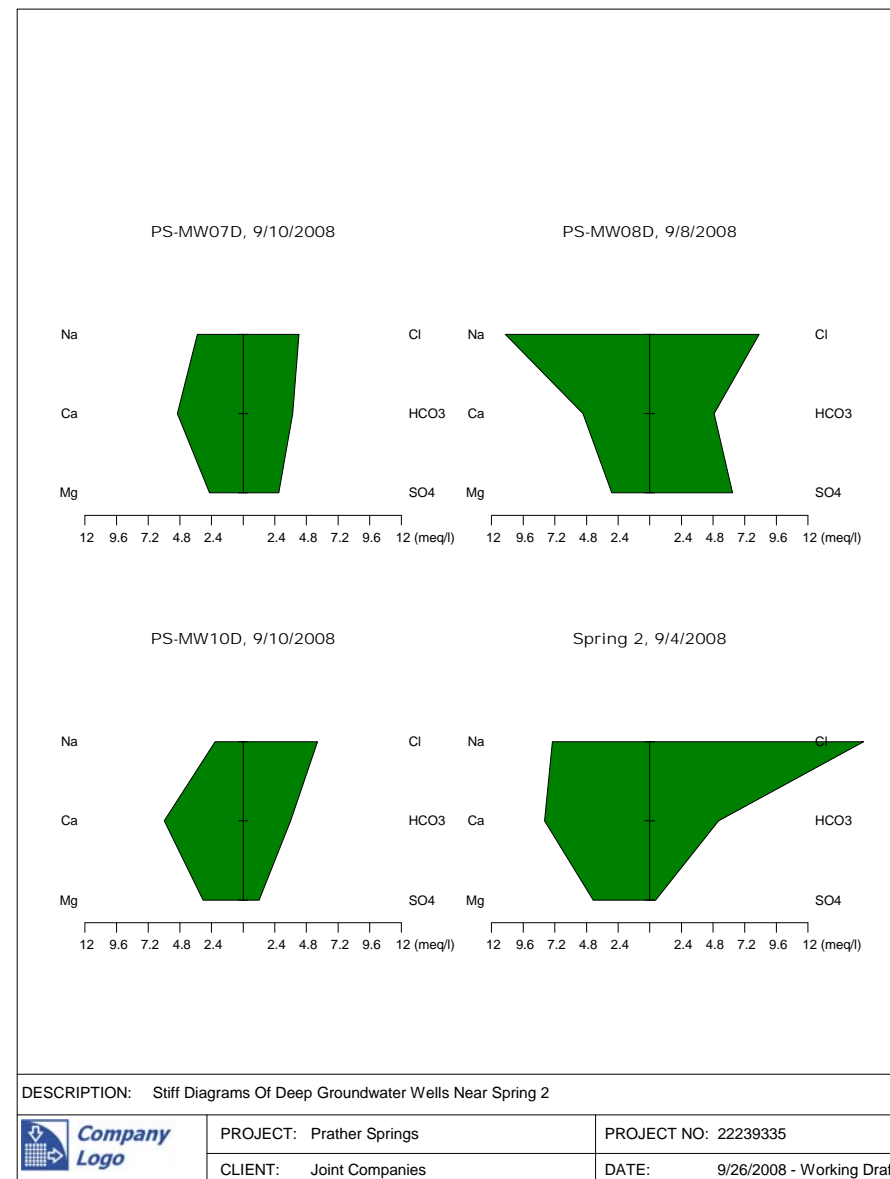 PS-MW07D, 9/10/2008
PS-MW08D, 9/8/2008
Na Cl Na Cl
Ca HCO3 Ca HCO3
Mg SO4 Mg SO4
12 9.6 7.2 4.8 2.4 2.4 4.8 7.2 9.6 12 (meq/l) 12 9.6 7.2 4.8 2.4 2.4 4.8 7.2 9.6 12 (meq/l)
PS-MW10D, 9/10/2008
Spring 2, 9/4/2008
Na Cl Na Cl
Ca HCO3 Ca HCO3
Mg SO4 Mg SO4
12 9.6 7.2 4.8 2.4 2.4 4.8 7.2 9.6 12 (meq/l) 12 9.6 7.2 4.8 2.4 2.4 4.8 7.2 9.6 12 (meq/l)
DESCRIPTION: Stiff Diagrams Of Deep Groundwater Wells Near Spring 2
Company
Logo
PROJECT: Prather Springs
PROJECT NO: 22239335
CLIENT: Joint Companies
DATE: 9/26/2008 - Working Draf